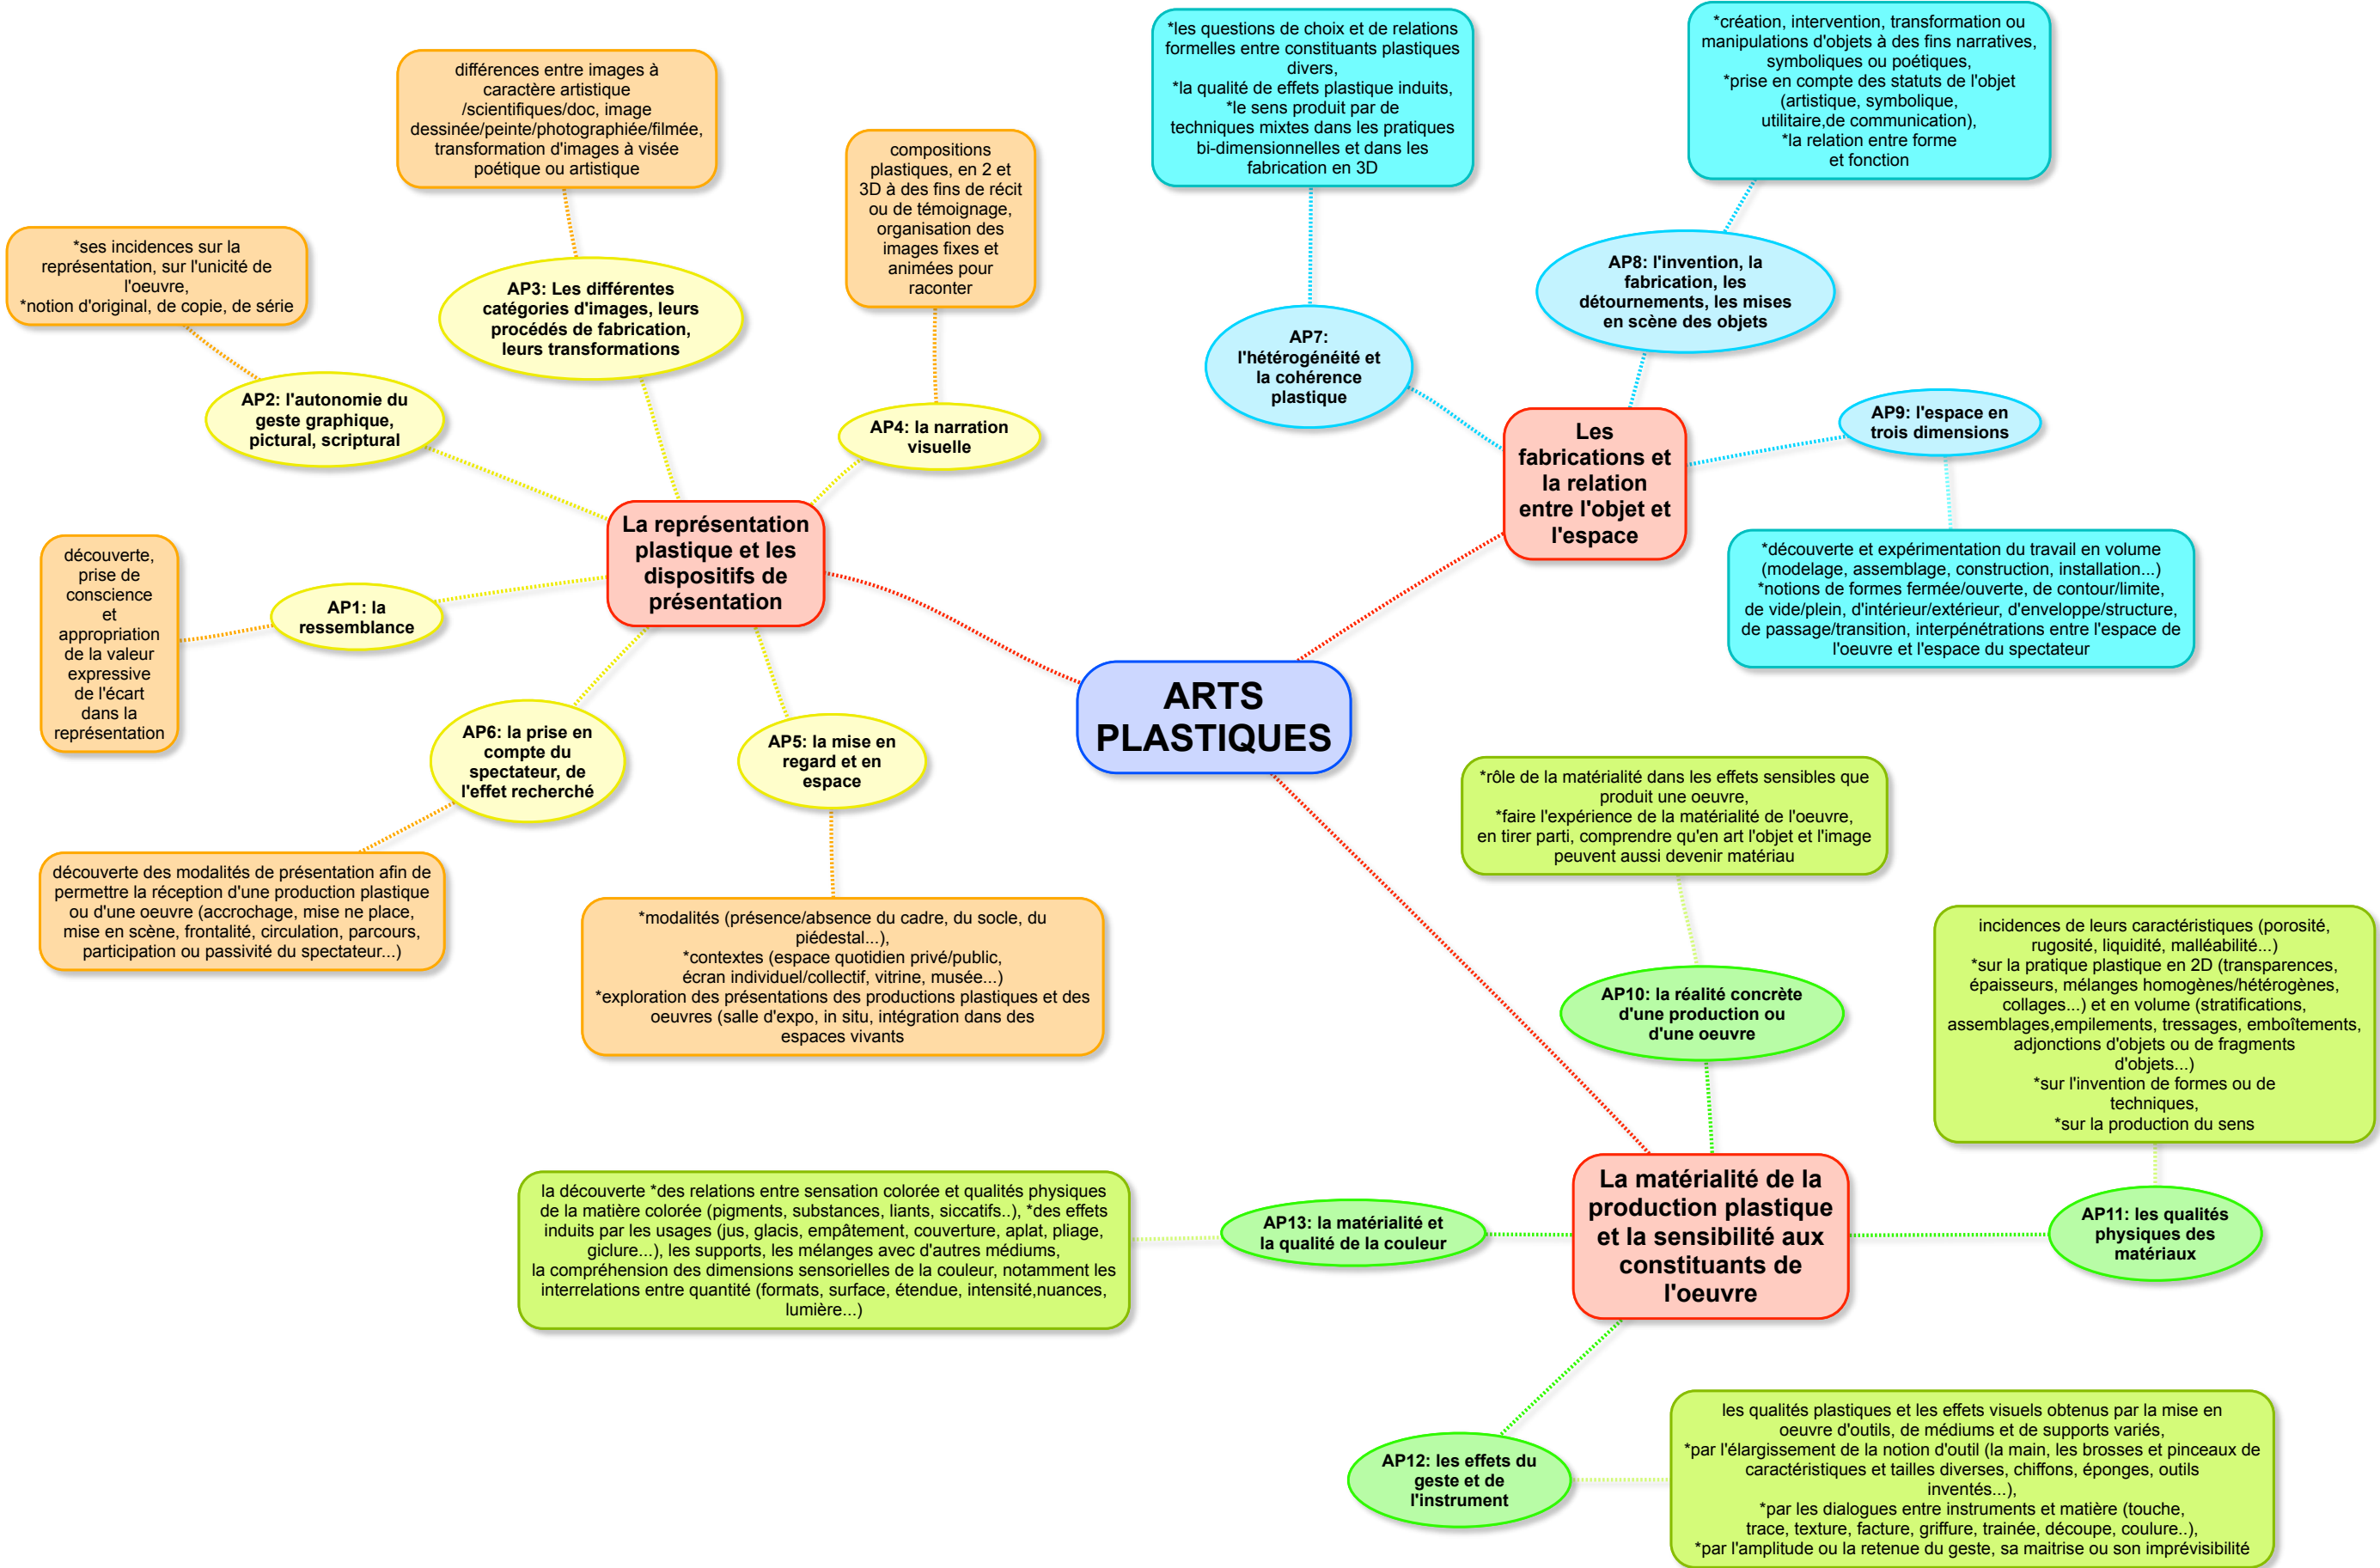 ARTS
PLASTIQUES
La représentation
plastique et les
dispositifs de
présentation
AP1: la
ressemblance
découverte,
prise de
conscience
et
appropriation
de la valeur
expressive
de l'écart
dans la
représentation
AP2: l'autonomie du
geste graphique,
pictural, scriptural
*ses incidences sur la
représentation, sur l'unicité de
l'oeuvre,
*notion d'original, de copie, de série
AP3: Les différentes
catégories d'images, leurs
procédés de fabrication,
leurs transformations
différences entre images à
caractère artistique
/scientifiques/doc, image
dessinée/peinte/photographiée/filmée,
transformation d'images à visée
poétique ou artistique
AP4: la narration
visuelle
compositions
plastiques, en 2 et
3D à des fins de récit
ou de témoignage,
organisation des
images fixes et
animées pour
raconter
AP5: la mise en
regard et en
espace
*modalités (présence/absence du cadre, du socle, du
piédestal...),
*contextes (espace quotidien privé/public,
écran individuel/collectif, vitrine, musée...)
*exploration des présentations des productions plastiques et des
oeuvres (salle d'expo, in situ, intégration dans des
espaces vivants
AP6: la prise en
compte du
spectateur, de
l'effet recherché
découverte des modalités de présentation afin de
permettre la réception d'une production plastique
ou d'une oeuvre (accrochage, mise ne place,
mise en scène, frontalité, circulation, parcours,
participation ou passivité du spectateur...)
Les
fabrications et
la relation
entre l'objet et
l'espace
AP7:
l'hétérogénéité et
la cohérence
plastique
*les questions de choix et de relations
formelles entre constituants plastiques
divers,
*la qualité de effets plastique induits,
*le sens produit par de
techniques mixtes dans les pratiques
bi-dimensionnelles et dans les
fabrication en 3D
AP8: l'invention, la
fabrication, les
détournements, les mises
en scène des objets
*création, intervention, transformation ou
manipulations d'objets à des fins narratives,
symboliques ou poétiques,
*prise en compte des statuts de l'objet
(artistique, symbolique,
utilitaire,de communication),
*la relation entre forme
et fonction
AP9: l'espace en
trois dimensions
*découverte et expérimentation du travail en volume
(modelage, assemblage, construction, installation...)
*notions de formes fermée/ouverte, de contour/limite,
de vide/plein, d'intérieur/extérieur, d'enveloppe/structure,
de passage/transition, interpénétrations entre l'espace de
l'oeuvre et l'espace du spectateur
La matérialité de la
production plastique
et la sensibilité aux
constituants de
l'oeuvre
AP10: la réalité concrète
d'une production ou
d'une oeuvre
*rôle de la matérialité dans les effets sensibles que
produit une oeuvre,
*faire l'expérience de la matérialité de l'oeuvre,
en tirer parti, comprendre qu'en art l'objet et l'image
peuvent aussi devenir matériau
AP11: les qualités
physiques des
matériaux
incidences de leurs caractéristiques (porosité,
rugosité, liquidité, malléabilité...)
*sur la pratique plastique en 2D (transparences,
épaisseurs, mélanges homogènes/hétérogènes,
collages...) et en volume (stratifications,
assemblages,empilements, tressages, emboîtements,
adjonctions d'objets ou de fragments
d'objets...)
*sur l'invention de formes ou de
techniques,
*sur la production du sens
AP12: les effets du
geste et de
l'instrument
les qualités plastiques et les effets visuels obtenus par la mise en
oeuvre d'outils, de médiums et de supports variés,
*par l'élargissement de la notion d'outil (la main, les brosses et pinceaux de
caractéristiques et tailles diverses, chiffons, éponges, outils
inventés...),
*par les dialogues entre instruments et matière (touche,
trace, texture, facture, griffure, trainée, découpe, coulure..),
*par l'amplitude ou la retenue du geste, sa maitrise ou son imprévisibilité
AP13: la matérialité et
la qualité de la couleur
la découverte *des relations entre sensation colorée et qualités physiques
de la matière colorée (pigments, substances, liants, siccatifs..), *des effets
induits par les usages (jus, glacis, empâtement, couverture, aplat, pliage,
giclure...), les supports, les mélanges avec d'autres médiums,
la compréhension des dimensions sensorielles de la couleur, notamment les
interrelations entre quantité (formats, surface, étendue, intensité,nuances,
lumière...)